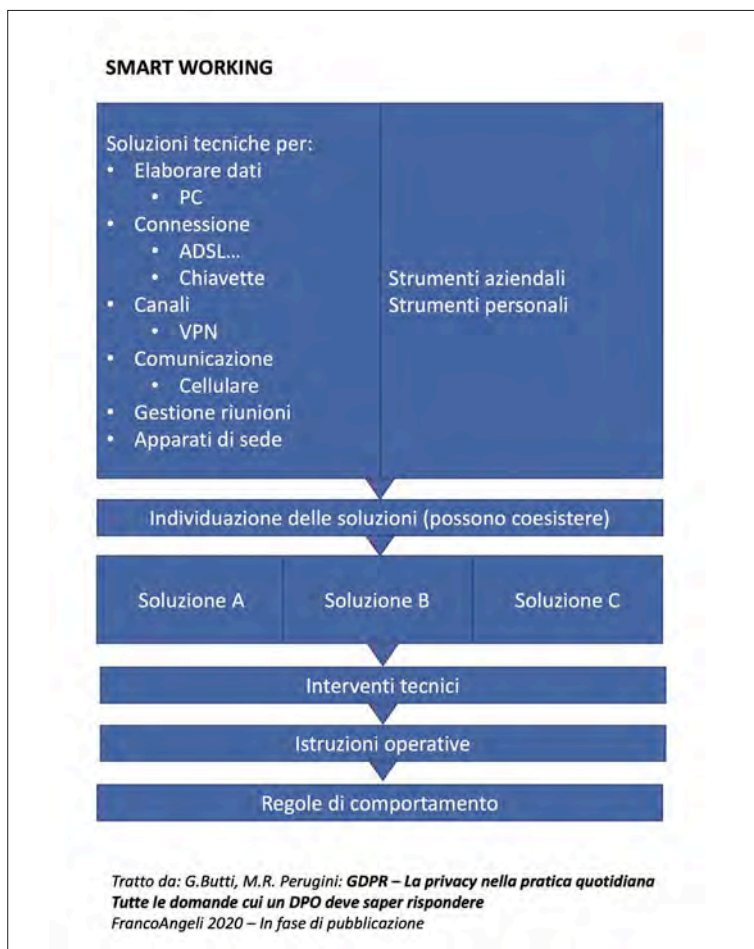 SMART WORKING
Soluzioni tecniche per:
• Elaborare dati
• PC
• Connessione
• ADSL...
• Chiavette
• Canali
• VPN
• Comunicazione
• Cellulare
• Gestione riunioni
• Apparati di sede
Strumenti aziendali
Strumenti personali
Individuazione delle soluzioni (possono coesistere)
Soluzione A
Soluzione B
Soluzione C
Interventi tecnici
Istruzioni operative
Regole di comportamento
Tratto da: G.Butti, M.R. Perugini: GDPR – La privacy nella pratica quotidiana
Tutte le domande cui un DPO deve saper rispondere
FrancoAngeli 2020 – In fase di pubblicazione